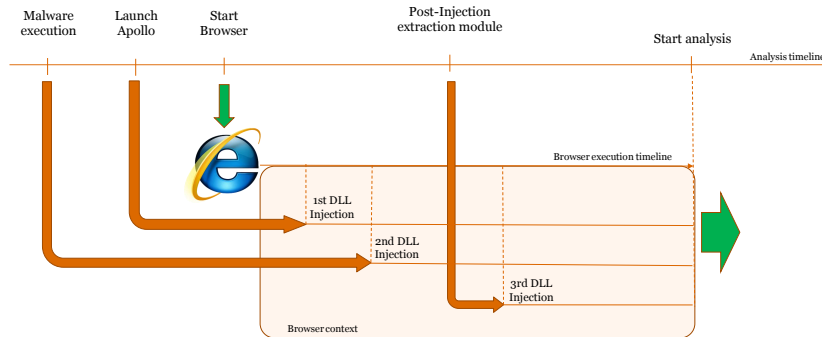 Malware
execution
Launch
Apollo
Start
Browser
Post-Injection
extraction module
Start analysis
Analysis timeline
Browser execution timeline
1st DLL
Injection
2nd DLL
Injection
3rd DLL
Injection
Browser context